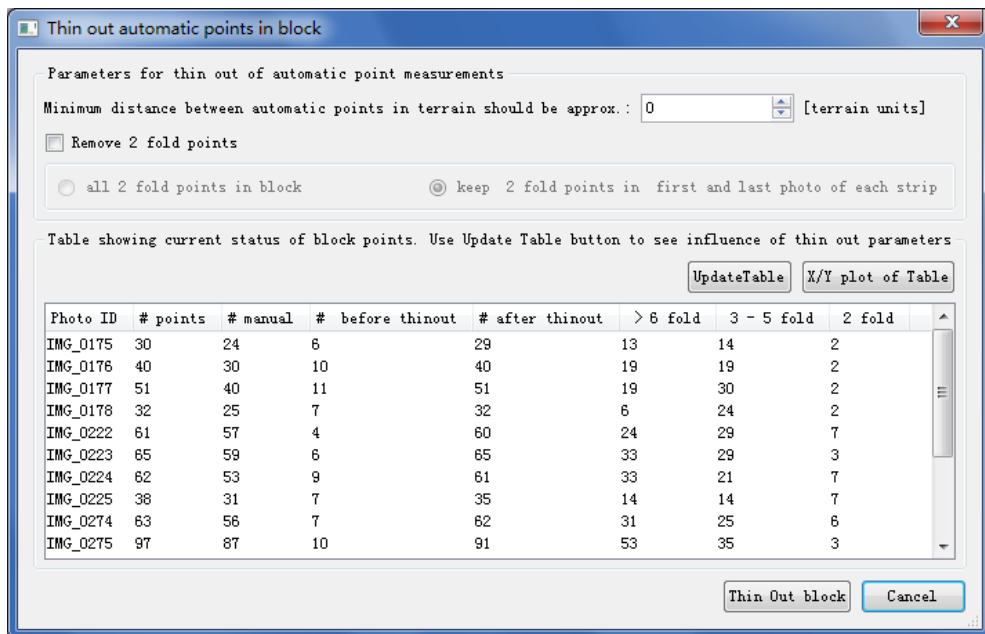 Thin out automatic points in block
Parameters for thin out of automatic point measurements
Minimum distance between automatic points in terrain should be approx.: 0 [terrain units]
Remove 2 fold points
all 2 fold points in block keep 2 fold points in first and last photo of each strip
Table showing current status of block points. Use Update Table button to see influence of thin out parameters
UpdateTable X/Y plot of Table
Photo ID # points # manual # before thinout # after thinout > 6 fold 3 - 5 fold 2 fold
IMG_0175 30 24 6 29 13 14 2
IMG_0176 40 30 10 40 19 19 2
IMG_0177 51 40 11 51 19 30 2
IMG_0178 32 25 7 32 6 24 2
IMG_0222 61 57 4 60 24 29 7
IMG_0223 65 59 6 65 33 29 3
IMG_0224 62 53 9 61 33 21 7
IMG_0225 38 31 7 35 14 14 7
IMG_0274 63 56 7 62 31 25 6
IMG_0275 97 87 10 91 53 35 3
Thin Out block Cancel